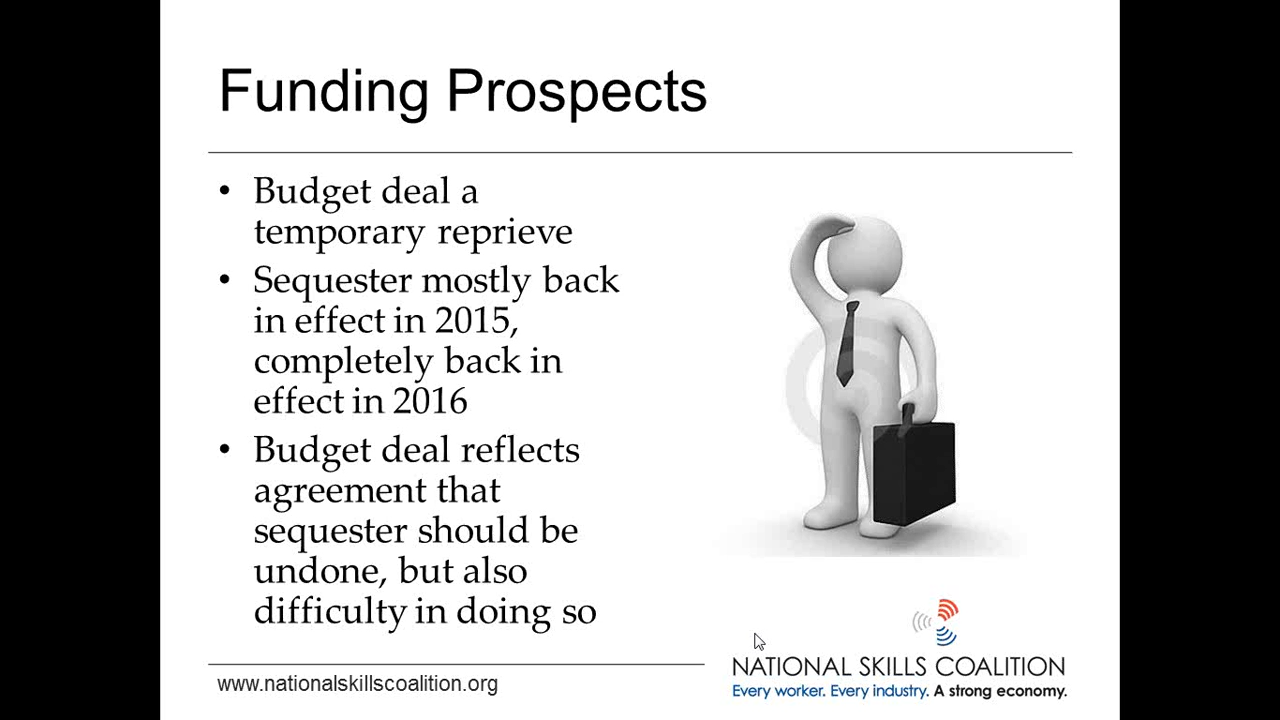 Funding Prospects
• Budget deal a
temporary reprieve
• Sequester mostly back
in effect in 2015,
completely back in
effect in 2016
• Budget deal reflects
agreement that
sequester should be
undone, but also
difficulty in doing so
NATIONAL SKILLS COALITION
Every worker. Every industry. A strong economy.
www.nationalskillscoalition.org